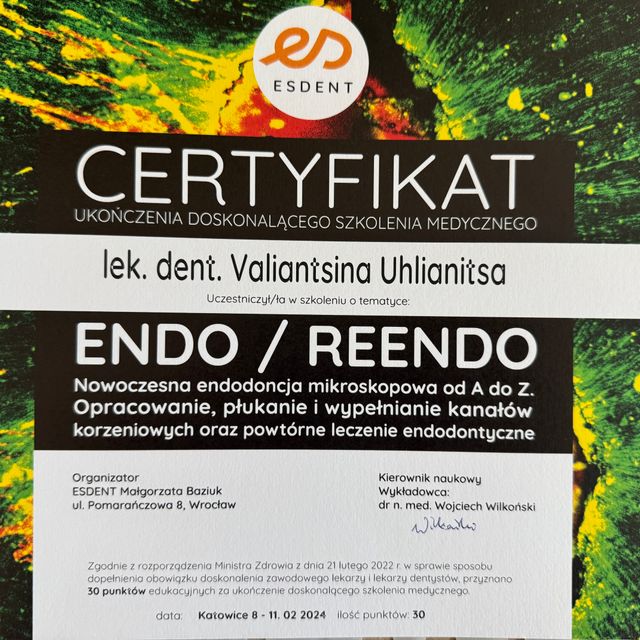 ESDENT
CERTYFIKAT
UKOŃCZENIA DOSKONALĄCEGO SZKOLENIA MEDYCZNEGO
lek. dent. Valiantsina Uhlianitsa
Uczestniczył/ła w szkoleniu o tematyce:
ENDO / REENDO
Nowoczesna endodoncja mikroskopowa od A do Z.
Opracowanie, płukanie i wypełnianie kanałów
korzeniowych oraz powtórne leczenie endodontyczne
Organizator
ESDENT Małgorzata Baziuk
ul. Pomarańczowa 8, Wrocław
Kierownik naukowy
Wykładowca:
dr n. med. Wojciech Wilkoński
Zgodnie z rozporządzenia Ministra Zdrowia z dnia 21 lutego 2022 r. w sprawie sposobu
dopełnienia obowiązku doskonalenia zawodowego lekarzy i lekarzy dentystów, przyznano
30 punktów edukacyjnych za ukończenie doskonalącego szkolenia medycznego.
data: Katowice 8 - 11. 02 2024 ilość punktów: 30